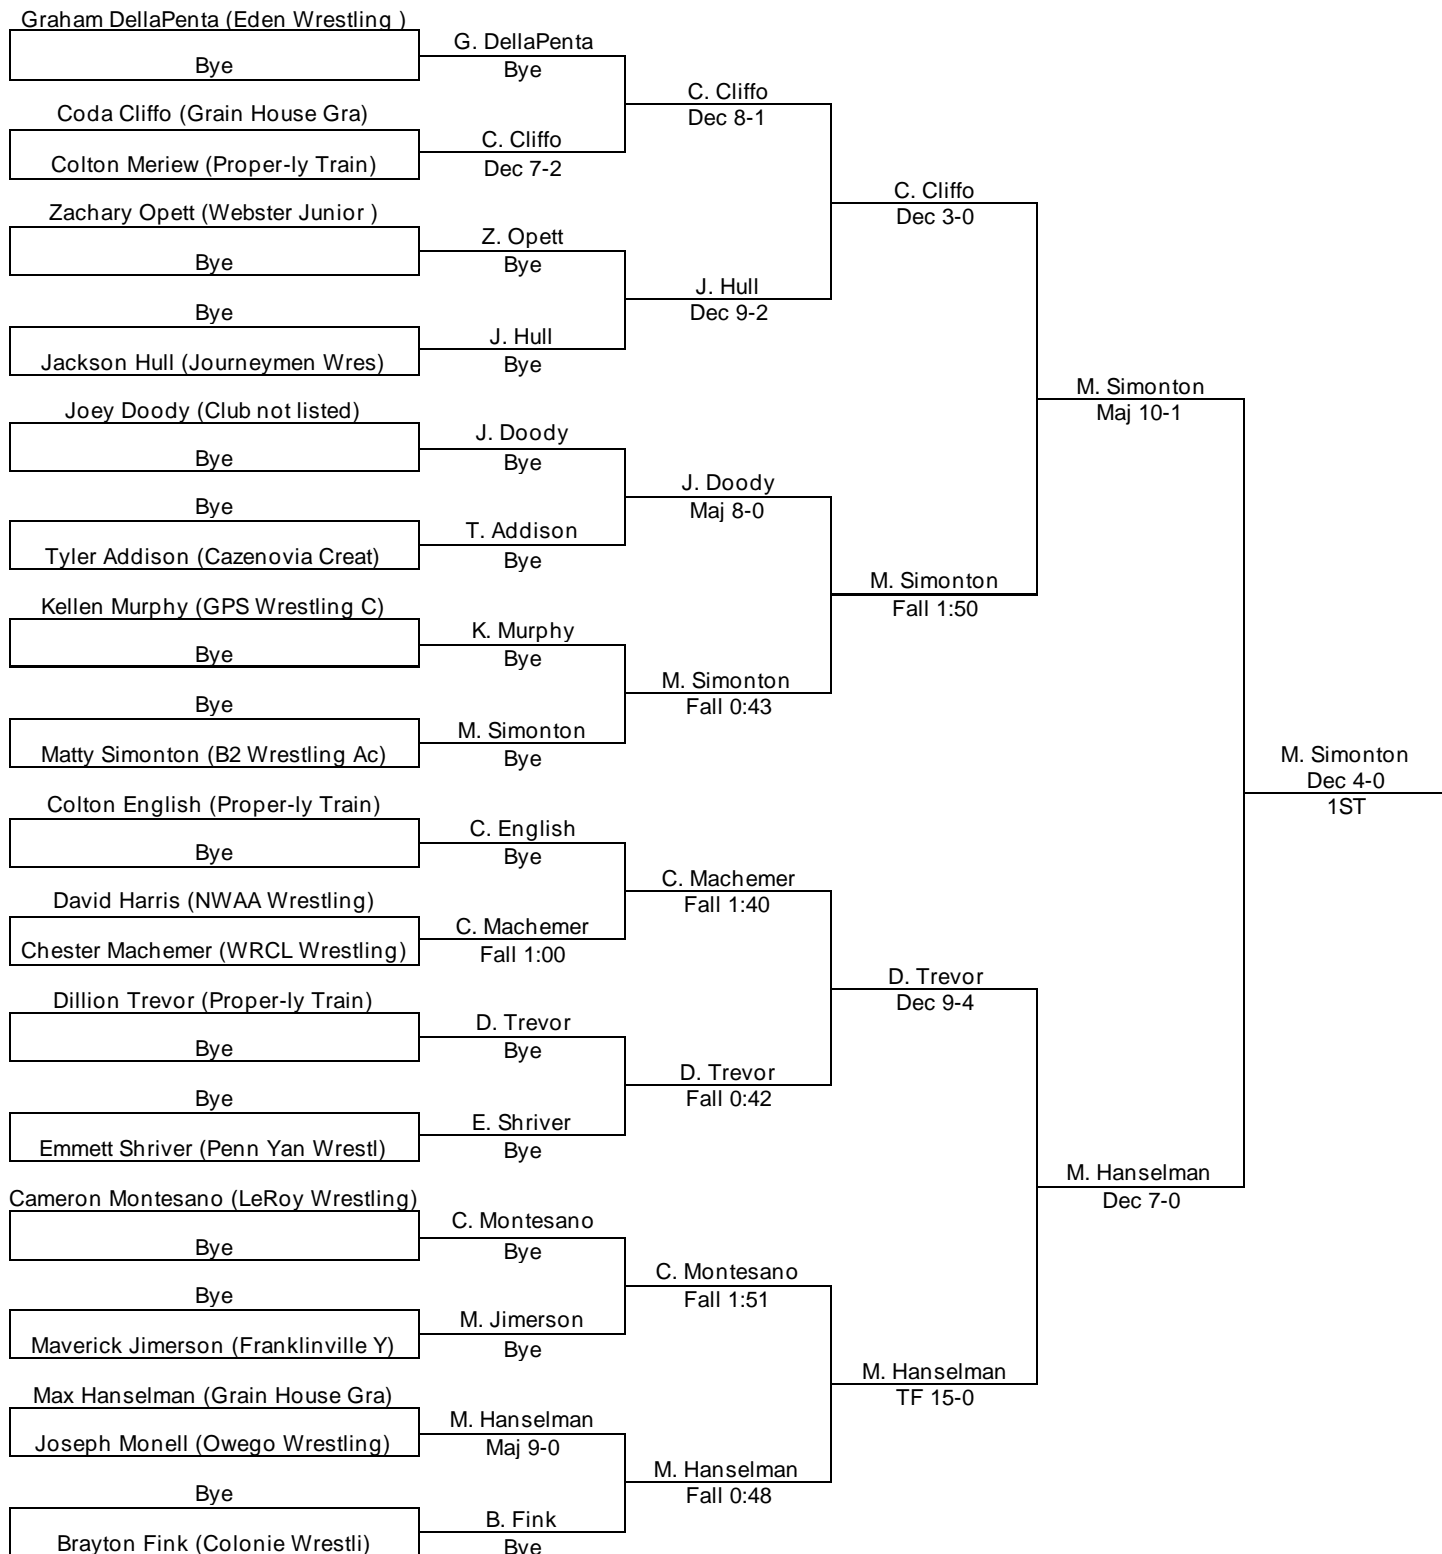 Graham DellaPenta (Eden Wrestling )
Bye
G. DellaPenta
Bye
Coda Cliffo (Grain House Gra)
Colton Meriew (Proper-ly Train)
C. Cliffo
Dec 7-2
C. Cliffo
Dec 8-1
Zachary Opett (Webster Junior )
Bye
Z. Opett
Bye
Bye
Jackson Hull (Journeymen Wres)
J. Hull
Bye
J. Hull
Dec 9-2
C. Cliffo
Dec 3-0
Joey Doody (Club not listed)
Bye
J. Doody
Bye
Bye
Tyler Addison (Cazenovia Creat)
T. Addison
Bye
J. Doody
Maj 8-0
Kellen Murphy (GPS Wrestling C)
Bye
K. Murphy
Bye
Bye
Matty Simonton (B2 Wrestling Ac)
M. Simonton
Bye
M. Simonton
Fall 0:43
M. Simonton
Fall 1:50
M. Simonton
Maj 10-1
Colton English (Proper-ly Train)
Bye
C. English
Bye
David Harris (NWAA Wrestling)
Chester Machemer (WRCL Wrestling)
C. Machemer
Fall 1:00
C. Machemer
Fall 1:40
Dillion Trevor (Proper-ly Train)
Bye
D. Trevor
Bye
Bye
Emmett Shriver (Penn Yan Wrestl)
E. Shriver
Bye
D. Trevor
Fall 0:42
D. Trevor
Dec 9-4
Cameron Montesano (LeRoy Wrestling)
Bye
C. Montesano
Bye
Bye
Maverick Jimerson (Franklinville Y)
M. Jimerson
Bye
C. Montesano
Fall 1:51
Max Hanselman (Grain House Gra)
Joseph Monell (Owego Wrestling)
M. Hanselman
Maj 9-0
Bye
Brayton Fink (Colonie Wrestli)
B. Fink
Bye
M. Hanselman
Fall 0:48
M. Hanselman
TF 15-0
M. Hanselman
Dec 7-0
M. Simonton
Dec 4-0
1ST